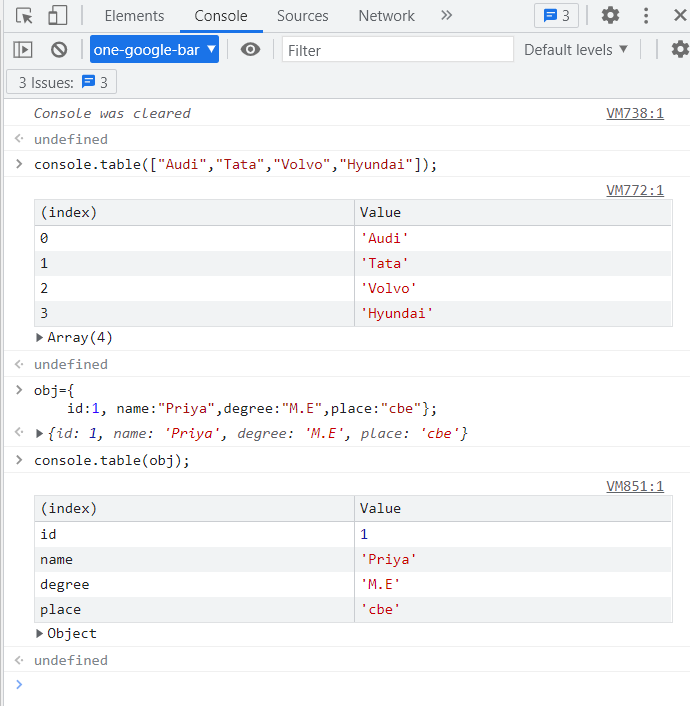 Elements Console Sources Network 3
one-google-bar Filter Default levels
3 Issues: 3
Console was cleared VM738:1
undefined
console.table(["Audi","Tata","Volvo","Hyundai"]);
VM772:1
(index) Value
0 'Audi'
1 'Tata'
2 'Volvo'
3 'Hyundai'
Array(4)
undefined
obj={
id:1, name:"Priya",degree:"M.E",place:"cbe"};
{id: 1, name: 'Priya', degree: 'M.E', place: 'cbe'}
console.table(obj);
VM851:1
(index) Value
id 1
name 'Priya'
degree 'M.E'
place 'cbe'
Object
undefined